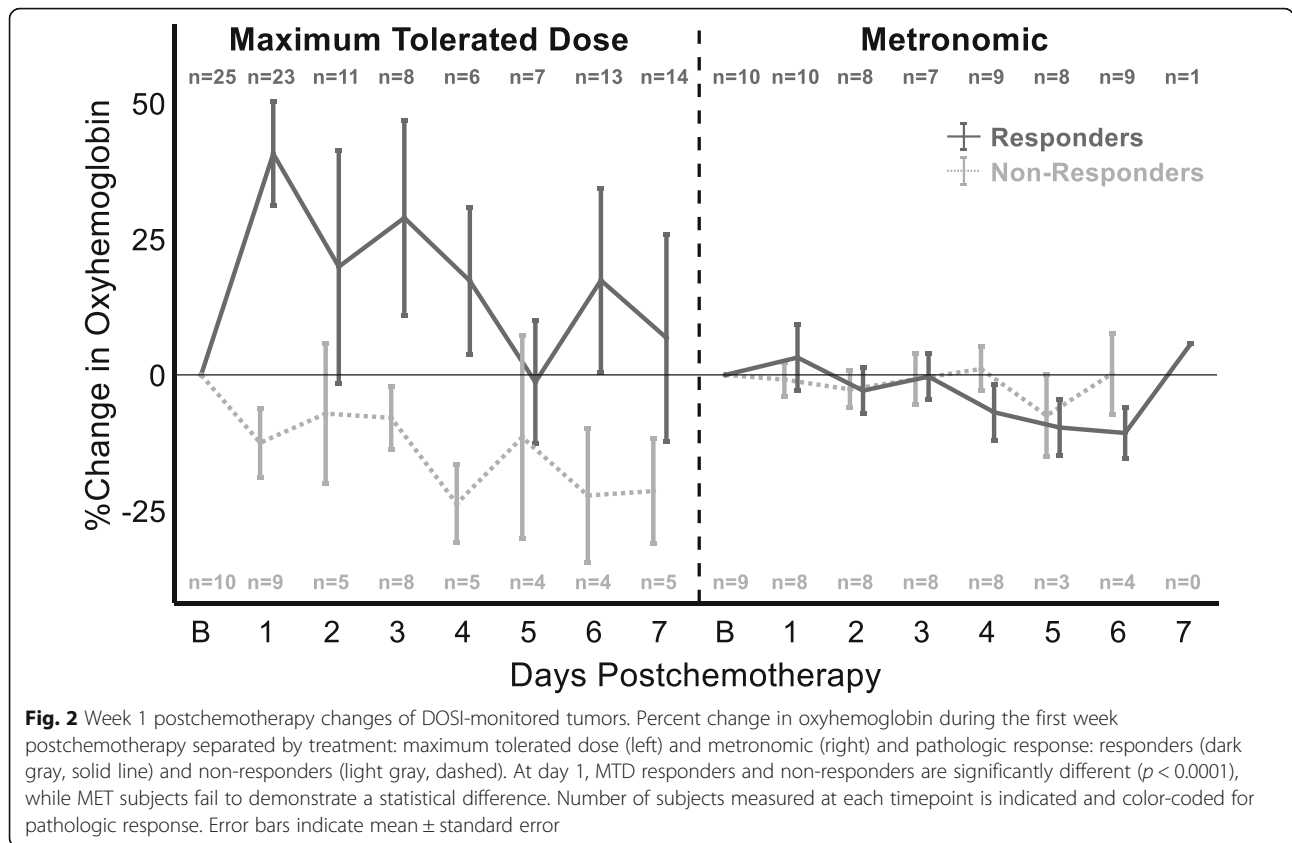 Maximum Tolerated Dose Metronomic
n=25 n=23 n=11 n=8 n=6 n=7 n=13 n=14 n=10 n=10 n=8 n=7 n=9 n=8 n=9 n=1
50
Responders
Non-Responders
25
0
-25
%Change in Oxyhemoglobin
n=10 n=9 n=5 n=8 n=5 n=4 n=4 n=5 n=9 n=8 n=8 n=8 n=8 n=3 n=4 n=0
B 1 2 3 4 5 6 7 B 1 2 3 4 5 6 7
Days Postchemotherapy
Fig. 2 Week 1 postchemotherapy changes of DOSI-monitored tumors. Percent change in oxyhemoglobin during the first week
postchemotherapy separated by treatment: maximum tolerated dose (left) and metronomic (right) and pathologic response: responders (dark
gray, solid line) and non-responders (light gray, dashed). At day 1, MTD responders and non-responders are significantly different (p < 0.0001),
while MET subjects fail to demonstrate a statistical difference. Number of subjects measured at each timepoint is indicated and color-coded for
pathologic response. Error bars indicate mean ± standard error